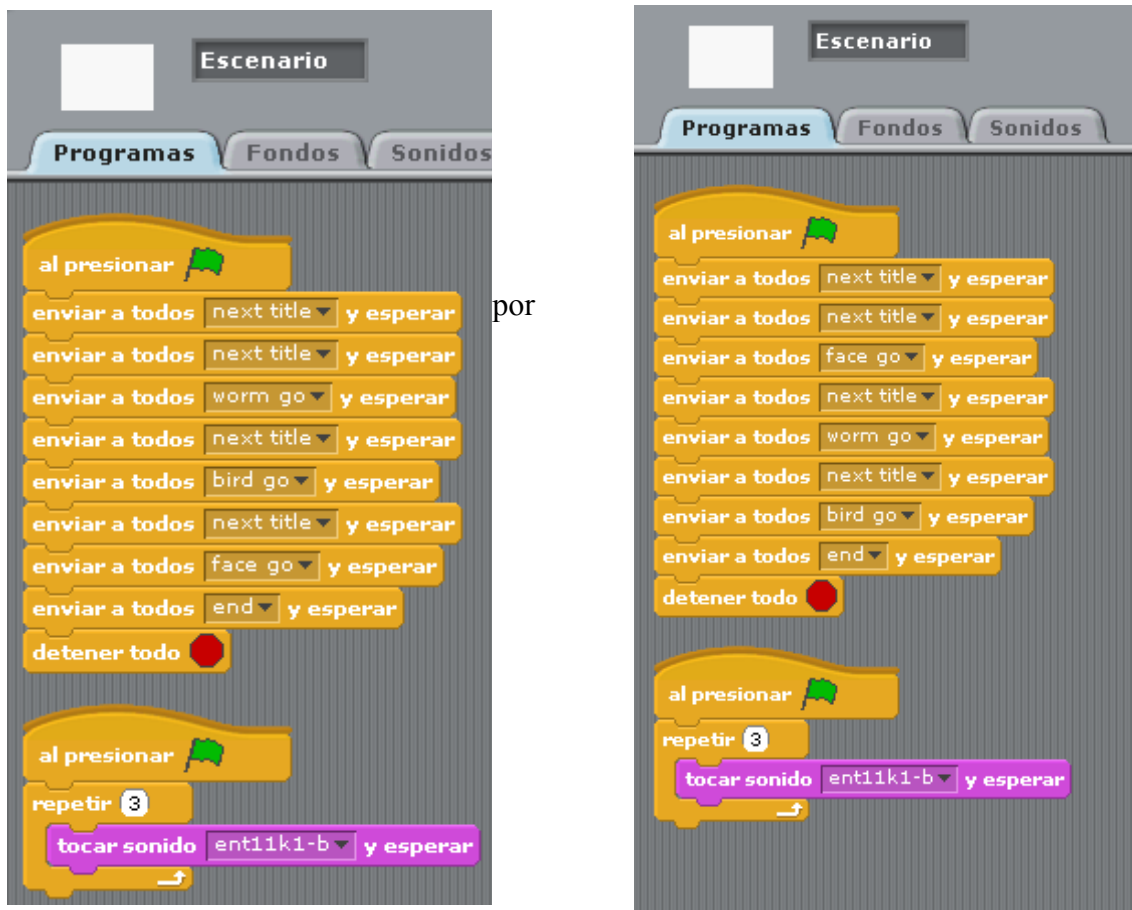 Escenario
Programas Fondos Sonidos
al presionar
enviar a todos next title y esperar
enviar a todos next title y esperar
enviar a todos worm go y esperar
enviar a todos next title y esperar
enviar a todos bird go y esperar
enviar a todos next title y esperar
enviar a todos face go y esperar
enviar a todos end y esperar
detener todo
al presionar
repetir 3
tocar sonido ent11k1-b y esperar
por
Escenario
Programas Fondos Sonidos
al presionar
enviar a todos next title y esperar
enviar a todos next title y esperar
enviar a todos face go y esperar
enviar a todos next title y esperar
enviar a todos worm go y esperar
enviar a todos next title y esperar
enviar a todos bird go y esperar
enviar a todos end y esperar
detener todo
al presionar
repetir 3
tocar sonido ent11k1-b y esperar